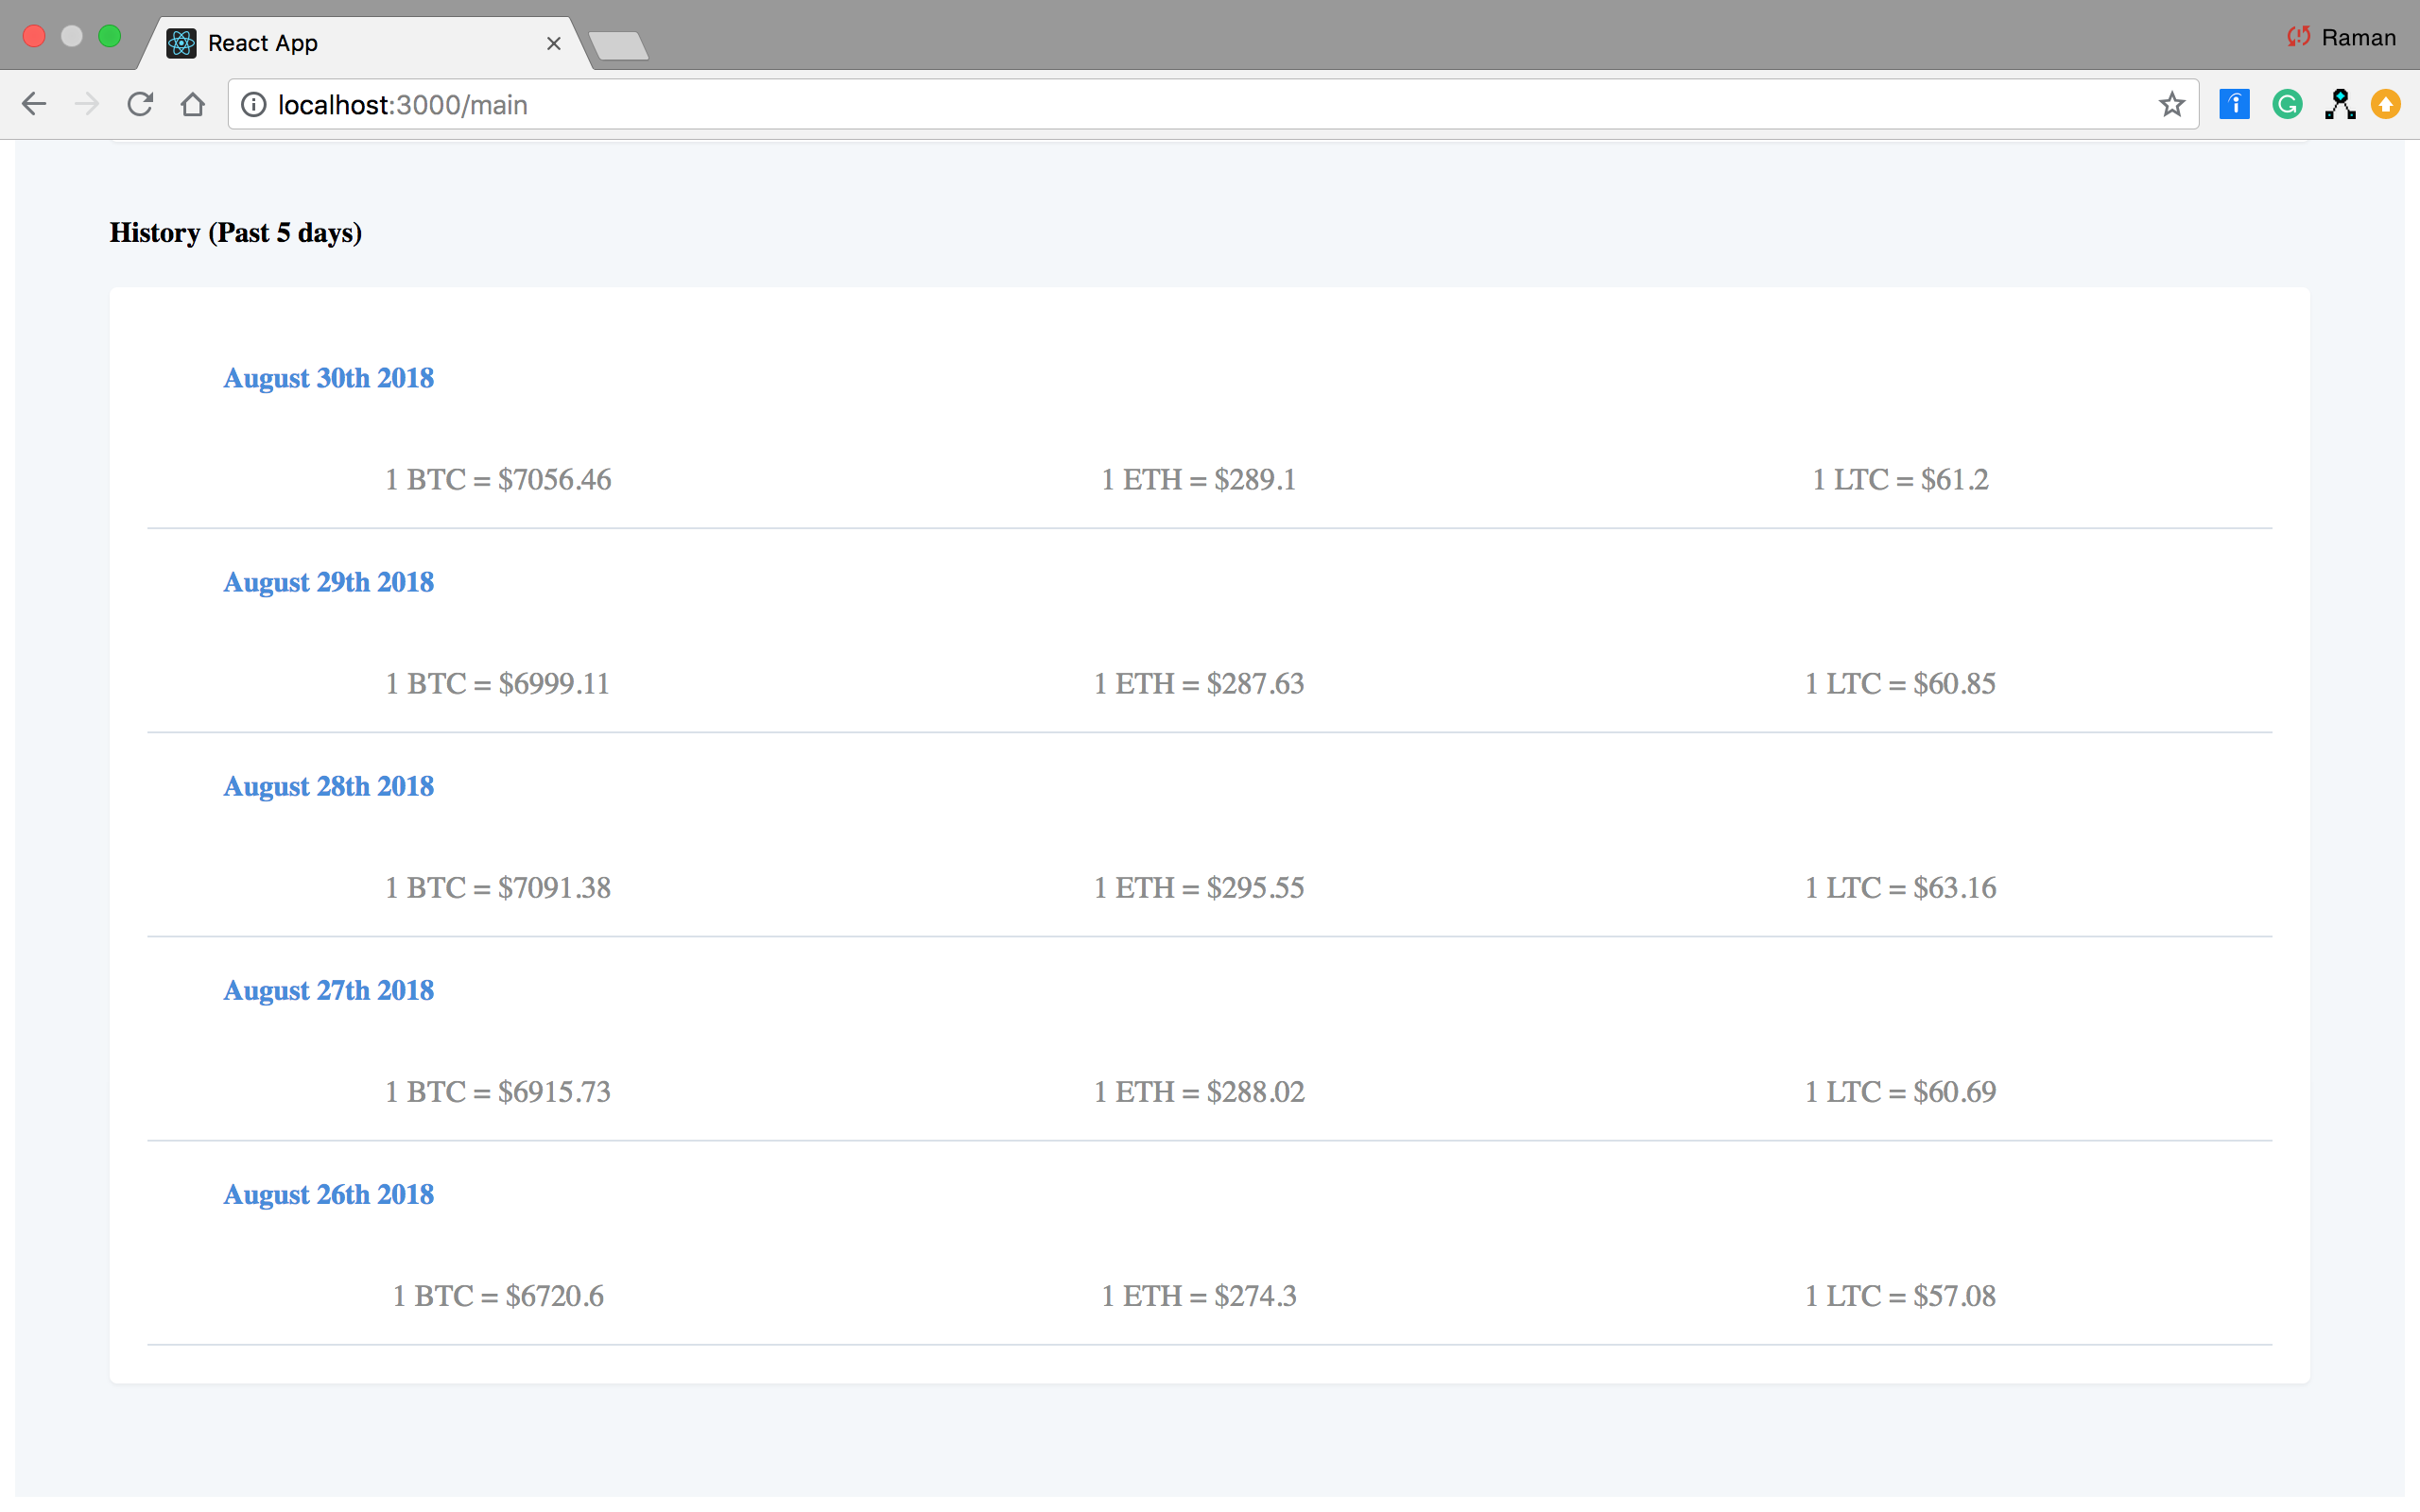 React App
Raman
localhost:3000/main
History (Past 5 days)
August 30th 2018
1 BTC = $7056.46 1 ETH = $289.1 1 LTC = $61.2
August 29th 2018
1 BTC = $6999.11 1 ETH = $287.63 1 LTC = $60.85
August 28th 2018
1 BTC = $7091.38 1 ETH = $295.55 1 LTC = $63.16
August 27th 2018
1 BTC = $6915.73 1 ETH = $288.02 1 LTC = $60.69
August 26th 2018
1 BTC = $6720.6 1 ETH = $274.3 1 LTC = $57.08